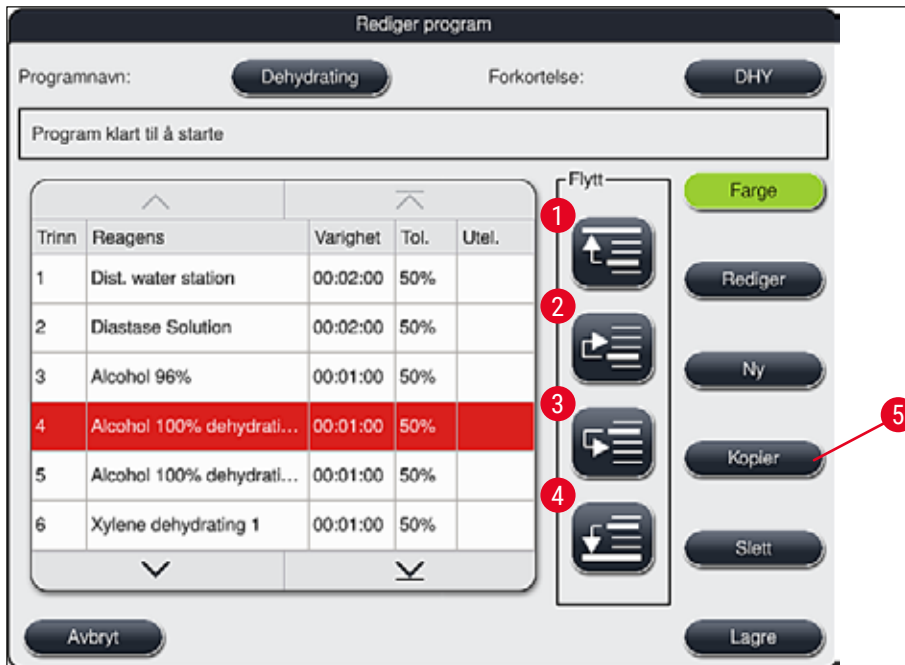 Rediger program
Programnavn: Dehydrating Forkortelse: DHY
Program klart til å starte
Flytt
Farge
1
Trinn Reagens Varighet Tol. Utel.
1 Dist. water station 00:02:00 50%
Rediger
2
2 Diastase Solution 00:02:00 50%
3 Alcohol 96% 00:01:00 50%
Ny
3
4 Alcohol 100% dehydrati... 00:01:00 50%
5
Kopier
5 Alcohol 100% dehydrati... 00:01:00 50%
4
6 Xylene dehydrating 1 00:01:00 50%
Slett
Avbryt Lagre